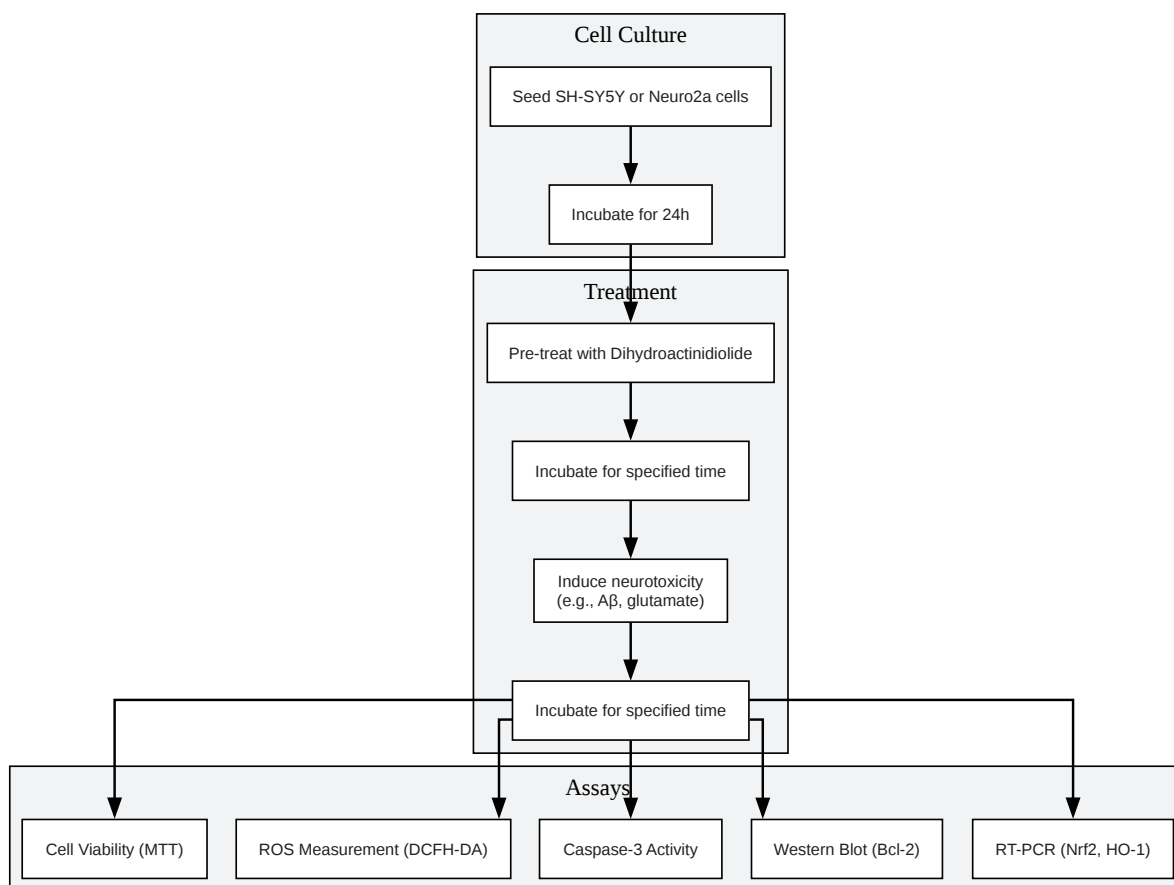 Cell Culture
Seed SH-SY5Y or Neuro2a cells
Incubate for 24h
Treatment
Pre-treat with Dihydroactinidiolide
Incubate for specified time
Induce neurotoxicity
(e.g., Aβ, glutamate)
Incubate for specified time
Assays
Cell Viability (MTT)
ROS Measurement (DCFH-DA)
Caspase-3 Activity
Western Blot (Bcl-2)
RT-PCR (Nrf2, HO-1)